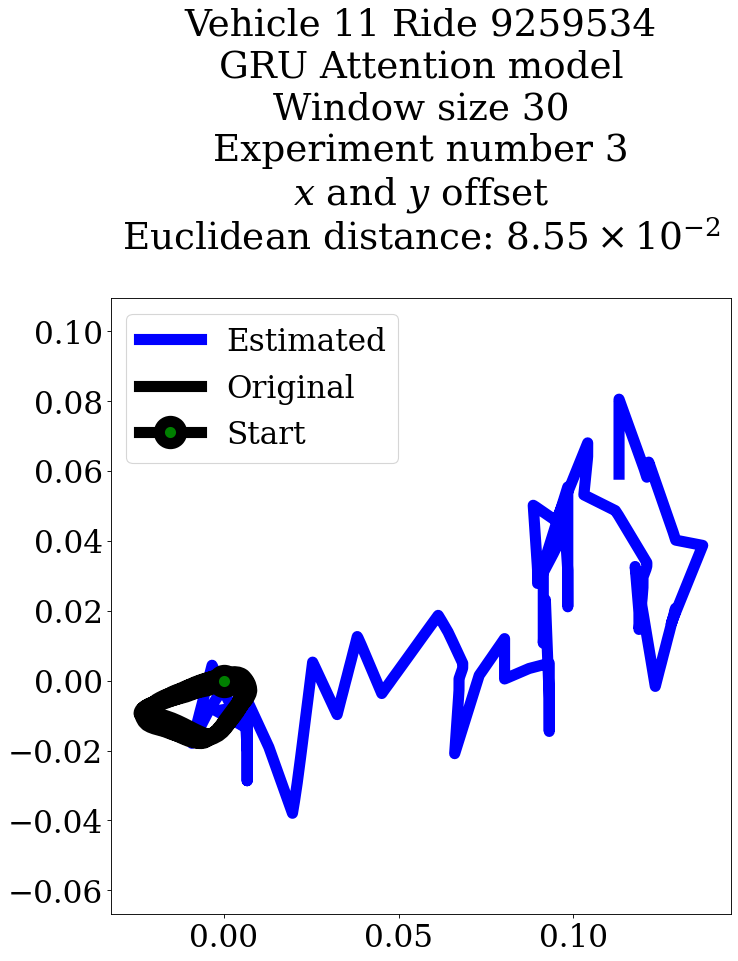 Vehicle 11 Ride 9259534
GRU Attention model
Window size 30
Experiment number 3
x and y offset
Euclidean distance: 8.55 × 10⁻²
Estimated
Original
Start
0.10
0.08
0.06
0.04
0.02
0.00
−0.02
−0.04
−0.06
0.00 0.05 0.10